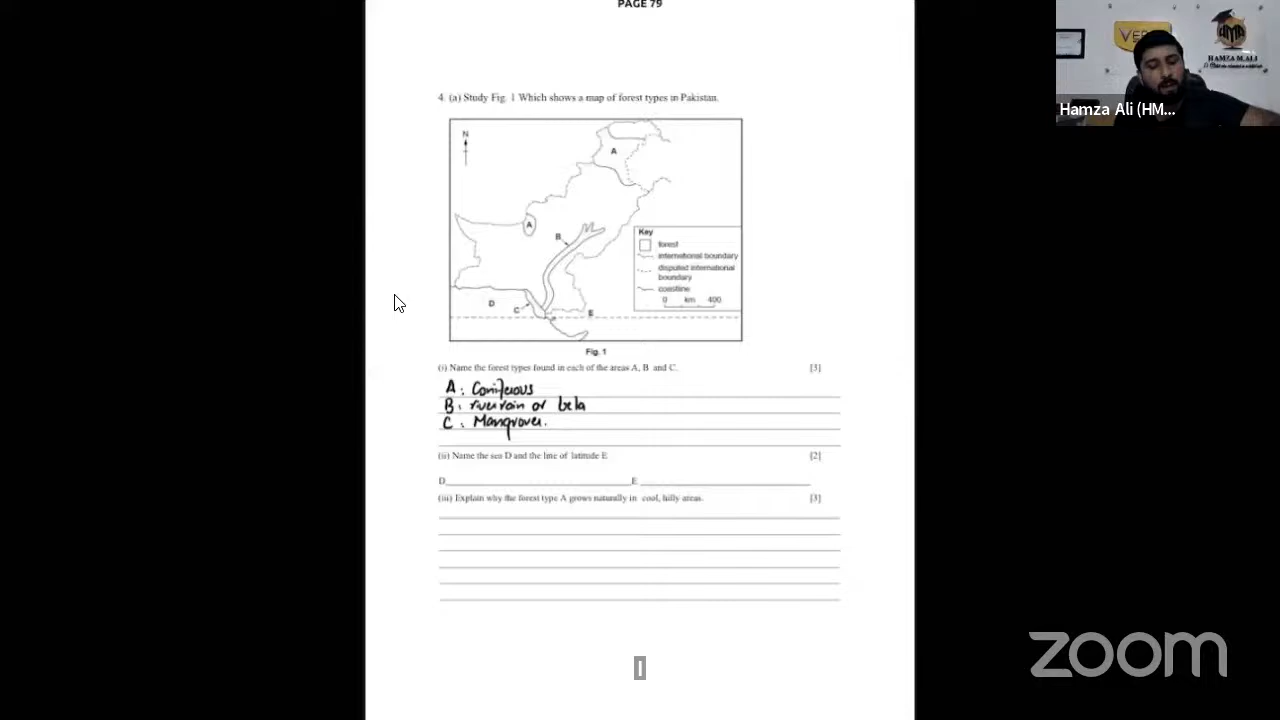 PAGE 79
VE
HAMZA M.ALI
Hamza Ali (HM...
4. (a) Study Fig. 1 Which shows a map of forest types in Pakistan.
N
A
A
B
C
D
E
Key
forest
international boundary
disputed international
boundary
coastline
0 km 400
Fig. 1
(i) Name the forest types found in each of the areas A, B and C. [3]
A: Coniferous
B: riverain or bela
C: Mangroves.
(ii) Name the sea D and the line of latitude E [2]
D E
(iii) Explain why the forest type A grows naturally in cool, hilly areas. [3]
zoom